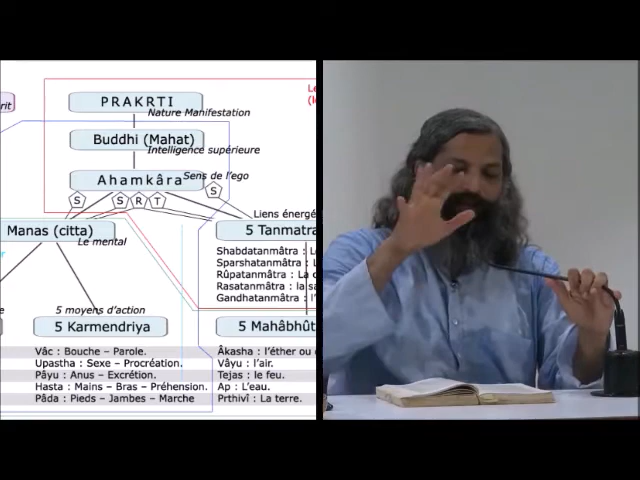 Le
rit
PRAKRTI
Nature Manifestation
Buddhi (Mahat)
Intelligence supérieure
Ahamkâra
Sens de l'ego
S
S
S R T
Liens énergé
Manas (citta)
Le mental
5 Tanmatra
Shabdatanmâtra : L
Sparshatanmâtra : L
Rûpatanmâtra : La c
Rasatanmâtra : la sa
Gandhatanmâtra : l'
5 moyens d'action
5 Karmendriya
5 Mahâbhût
Vâc : Bouche – Parole.
Upastha : Sexe – Procréation.
Pâyu : Anus – Excrétion.
Hasta : Mains – Bras – Préhension.
Pâda : Pieds – Jambes – Marche
Âkasha : l'éther ou
Vâyu : l'air.
Tejas : le feu.
Ap : L'eau.
Prthivî : La terre.